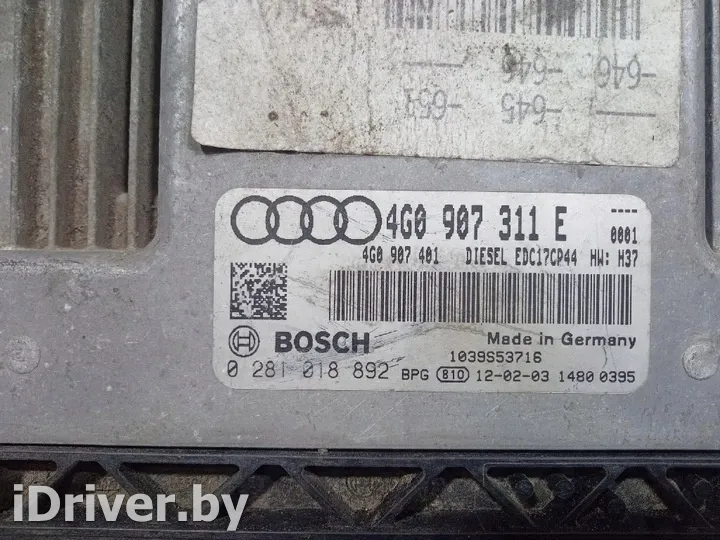 -646
-646
-645
-651
4G0 907 311 E
----
0001
4G0 907 401 DIESEL EDC17CP44 HW: H37
BOSCH
Made in Germany
1039S53716
0 281 018 892 BPG 810 12-02-03 1480 0395
iDriver.by